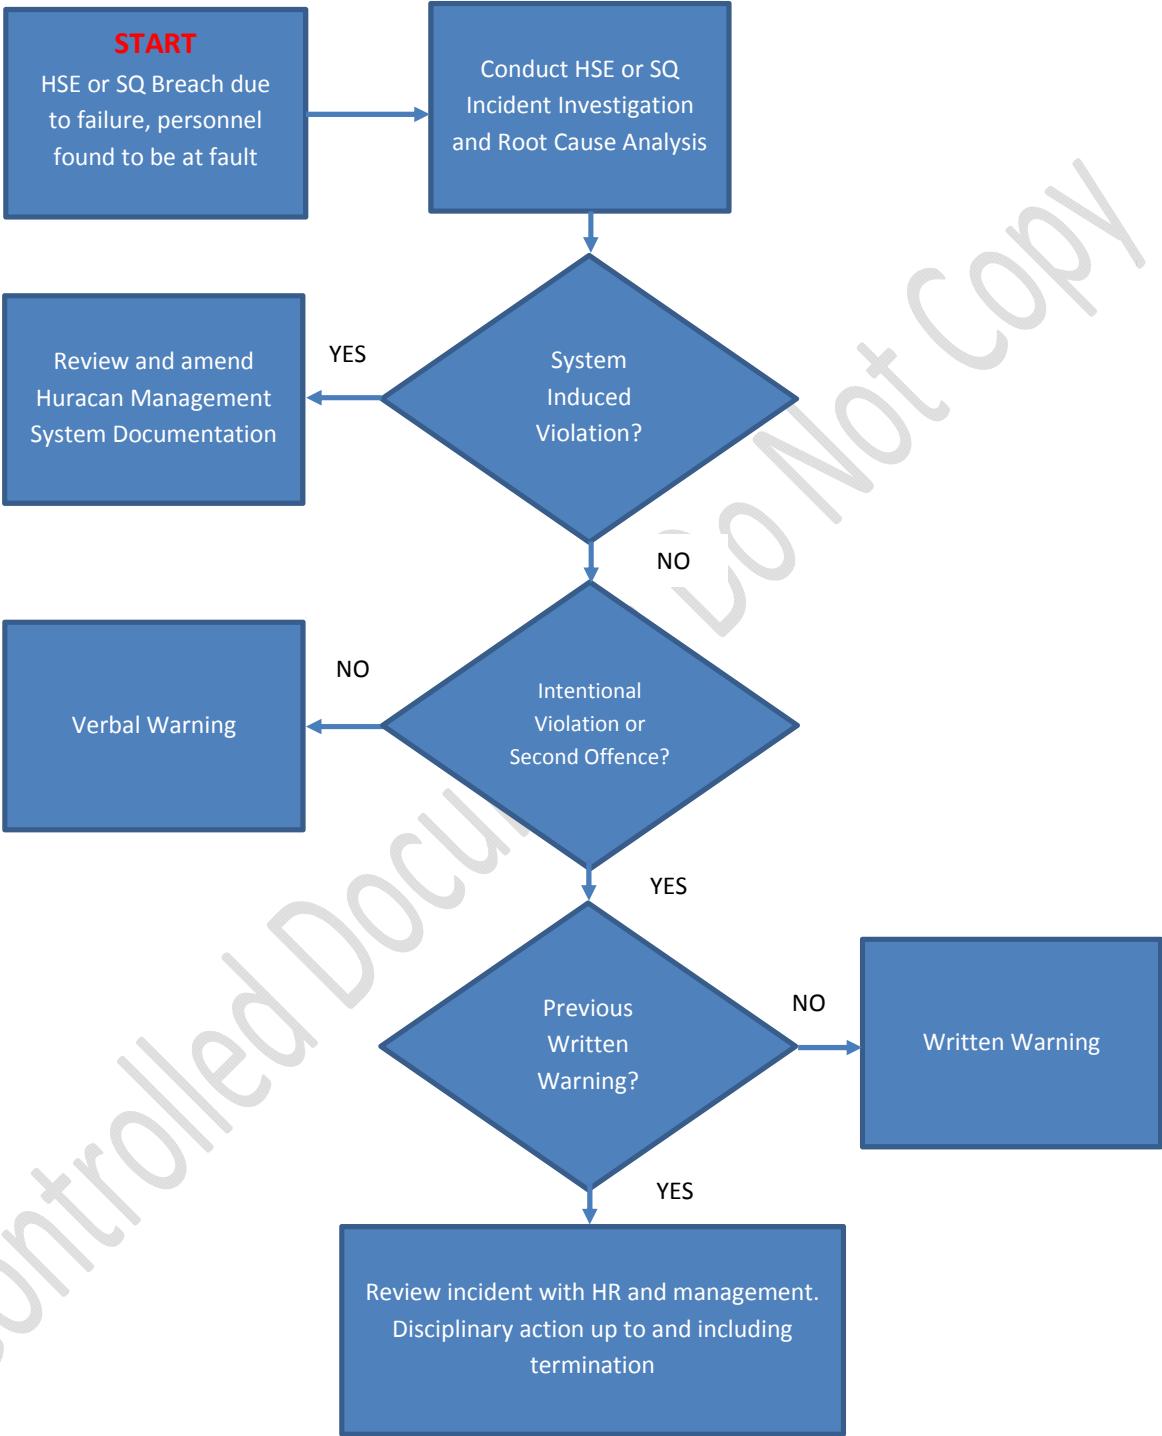 START
HSE or SQ Breach due
to failure, personnel
found to be at fault
Conduct HSE or SQ
Incident Investigation
and Root Cause Analysis
Review and amend
Huracan Management
System Documentation
YES
System
Induced
Violation?
NO
Verbal Warning
NO
Intentional
Violation or
Second Offence?
YES
Previous
Written
Warning?
NO
Written Warning
YES
Review incident with HR and management.
Disciplinary action up to and including
termination
Do Not Copy